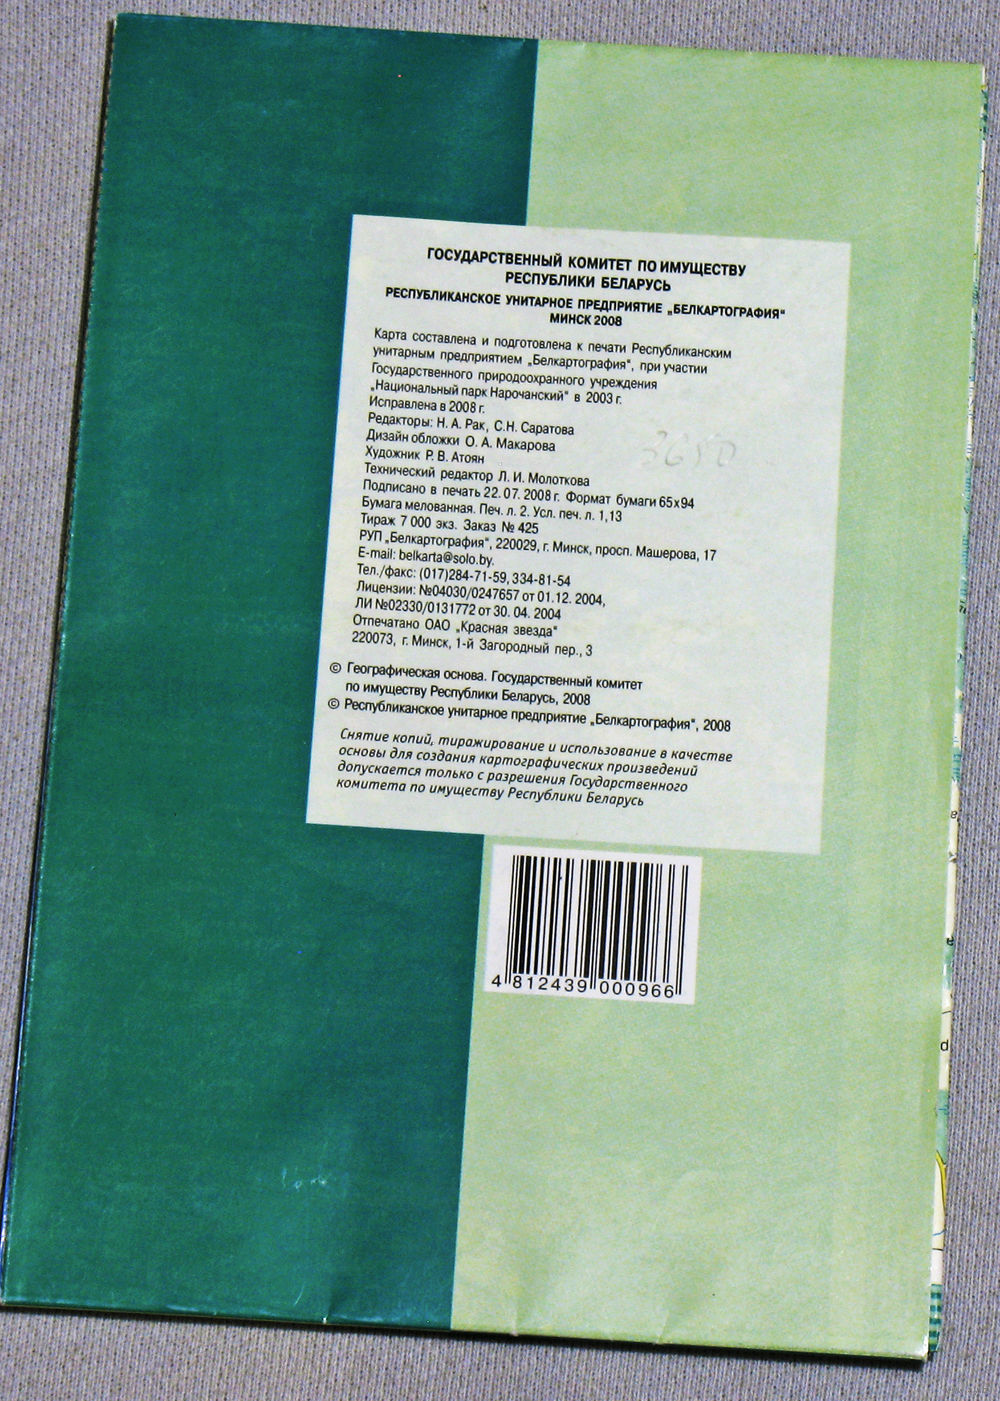 ГОСУДАРСТВЕННЫЙ КОМИТЕТ ПО ИМУЩЕСТВУ
РЕСПУБЛИКИ БЕЛАРУСЬ
РЕСПУБЛИКАНСКОЕ УНИТАРНОЕ ПРЕДПРИЯТИЕ „БЕЛКАРТОГРАФИЯ"
МИНСК 2008
Карта составлена и подготовлена к печати Республиканским
унитарным предприятием „Белкартография", при участии
Государственного природоохранного учреждения
„Национальный парк Нарочанский" в 2003 г.
Исправлена в 2008 г.
Редакторы: Н. А. Рак, С.Н. Саратова
Дизайн обложки О. А. Макарова
Художник Р. В. Атоян
Технический редактор Л. И. Молоткова
Подписано в печать 22. 07. 2008 г. Формат бумаги 65х94
Бумага мелованная. Печ. л. 2. Усл. печ. л. 1,13
Тираж 7 000 экз. Заказ № 425
РУП „Белкартография", 220029, г. Минск, просп. Машерова, 17
E-mail: belkarta@solo.by.
Тел./факс: (017)284-71-59, 334-81-54
Лицензии: №04030/0247657 от 01.12. 2004,
ЛИ №02330/0131772 от 30. 04. 2004
Отпечатано ОАО „Красная звезда"
220073, г. Минск, 1-й Загородный пер., 3
© Географическая основа. Государственный комитет
по имуществу Республики Беларусь, 2008
© Республиканское унитарное предприятие „Белкартография", 2008
Снятие копий, тиражирование и использование в качестве
основы для создания картографических произведений
допускается только с разрешения Государственного
комитета по имуществу Республики Беларусь
4 812439 000966